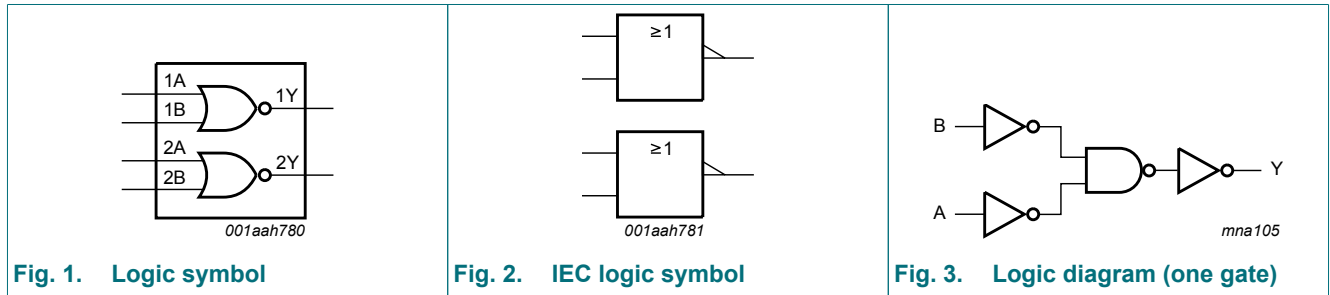 1A
1B
1Y
2A
2B
2Y
001aah780
Fig. 1. Logic symbol
≥1
≥1
001aah781
Fig. 2. IEC logic symbol
B
A
Y
mna105
Fig. 3. Logic diagram (one gate)